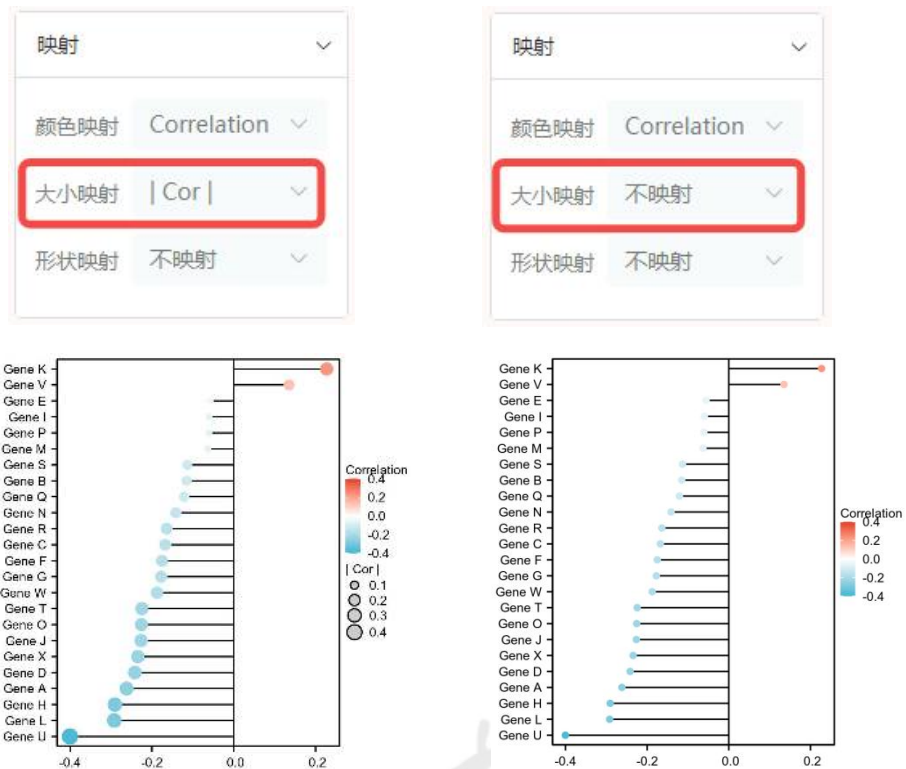 映射
颜色映射 Correlation
大小映射 | Cor |
形状映射 不映射
映射
颜色映射 Correlation
大小映射 不映射
形状映射 不映射
Gene K
Gene V
Gene E
Gene I
Gene P
Gene M
Gene S
Gene B
Gene Q
Gene N
Gene R
Gene C
Gene F
Gene G
Gene W
Gene T
Gene O
Gene J
Gene X
Gene D
Gene A
Gene H
Gene L
Gene U
-0.4 -0.2 0.0 0.2
Correlation
0.4
0.2
0.0
-0.2
-0.4
| Cor |
0.1
0.2
0.3
0.4
Gene K
Gene V
Gene E
Gene I
Gene P
Gene M
Gene S
Gene B
Gene Q
Gene N
Gene R
Gene C
Gene F
Gene G
Gene W
Gene T
Gene O
Gene J
Gene X
Gene D
Gene A
Gene H
Gene L
Gene U
-0.4 -0.2 0.0 0.2
Correlation
0.4
0.2
0.0
-0.2
-0.4